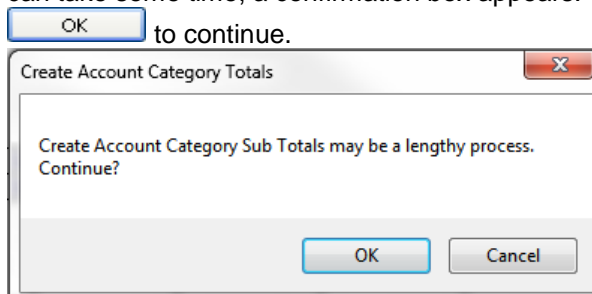 can take some time, a confirmation box appears.
OK to continue.
Create Account Category Totals
Create Account Category Sub Totals may be a lengthy process.
Continue?
OK Cancel